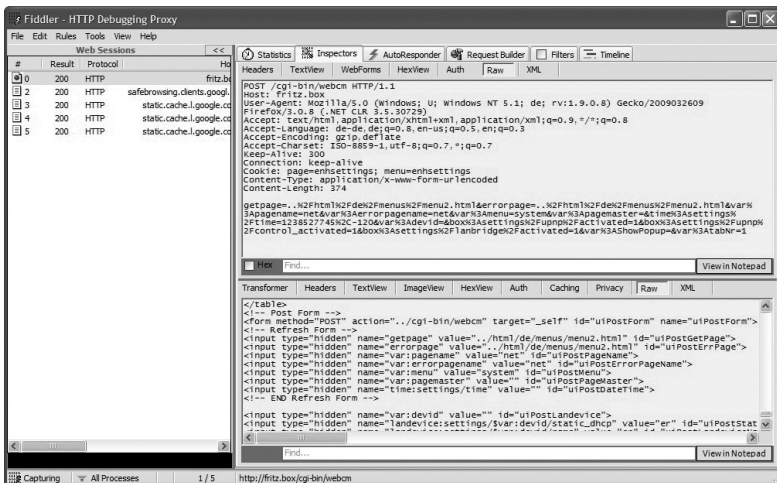 Fiddler - HTTP Debugging Proxy
File Edit Rules Tools View Help
Web Sessions <<
# Result Protocol Ho
0 200 HTTP fritz.bo
2 200 HTTP safebrowsing.clients.googl.
3 200 HTTP static.cache.l.google.co
4 200 HTTP static.cache.l.google.co
5 200 HTTP static.cache.l.google.co
Statistics Inspectors AutoResponder Request Builder Filters Timeline
Headers TextView WebForms HexView Auth Raw XML
POST /cgi-bin/webcm HTTP/1.1
Host: fritz.box
User-Agent: Mozilla/5.0 (Windows; U; Windows NT 5.1; de; rv:1.9.0.8) Gecko/2009032609
Firefox/3.0.8 (.NET CLR 3.5.30729)
Accept: text/html,application/xhtml+xml,application/xml;q=0.9,*/*;q=0.8
Accept-Language: de-de,de;q=0.8,en-us;q=0.5,en;q=0.3
Accept-Encoding: gzip,deflate
Accept-Charset: ISO-8859-1,utf-8;q=0.7,*;q=0.7
Keep-Alive: 300
Connection: keep-alive
Cookie: page=enhsettings; menu=enhsettings
Content-Type: application/x-www-form-urlencoded
Content-Length: 374
getpage=..%2Fhtml%2Fde%2Fmenus%2Fmenu2.html&errorpage=..%2Fhtml%2Fde%2Fmenus%2Fmenu2.html&var%
3Apagename=net&var%3Aerrorpagename=net&var%3Amenu=system&var%3Apagemaster=&time%3Asettings%
2Ftime=1238527745%2C-120&var%3Adevid=&box%3Asettings%2Fupnp%2Factivated=1&box%3Asettings%2Fupnp%
2Fcontrol_activated=1&box%3Asettings%2Flanbridge%2Factivated=1&var%3AShowPopup=&var%3AtabNr=1
Hex Find... View in Notepad
Transformer Headers TextView ImageView HexView Auth Caching Privacy Raw XML
</table>
<!-- Post Form -->
<form method="POST" action="../cgi-bin/webcm" target="_self" id="uiPostForm" name="uiPostForm">
<!-- Refresh Form -->
<input type="hidden" name="getpage" value="../html/de/menus/menu2.html" id="uiPostGetPage">
<input type="hidden" name="errorpage" value="../html/de/menus/menu2.html" id="uiPostErrPage">
<input type="hidden" name="var:pagename" value="net" id="uiPostPageName">
<input type="hidden" name="var:errorpagename" value="net" id="uiPostErrorPageName">
<input type="hidden" name="var:menu" value="system" id="uiPostMenu">
<input type="hidden" name="var:pagemaster" value="" id="uiPostPageMaster">
<input type="hidden" name="time:settings/time" value="" id="uiPostDateTime">
<!-- END Refresh Form -->
<input type="hidden" name="var:devid" value="" id="uiPostLandevice">
<input type="hidden" name="landevice:settings/$var:devid/static_dhcp" value="er" id="uiPostStat
Find... View in Notepad
Capturing All Processes 1 / 5 http://fritz.box/cgi-bin/webcm